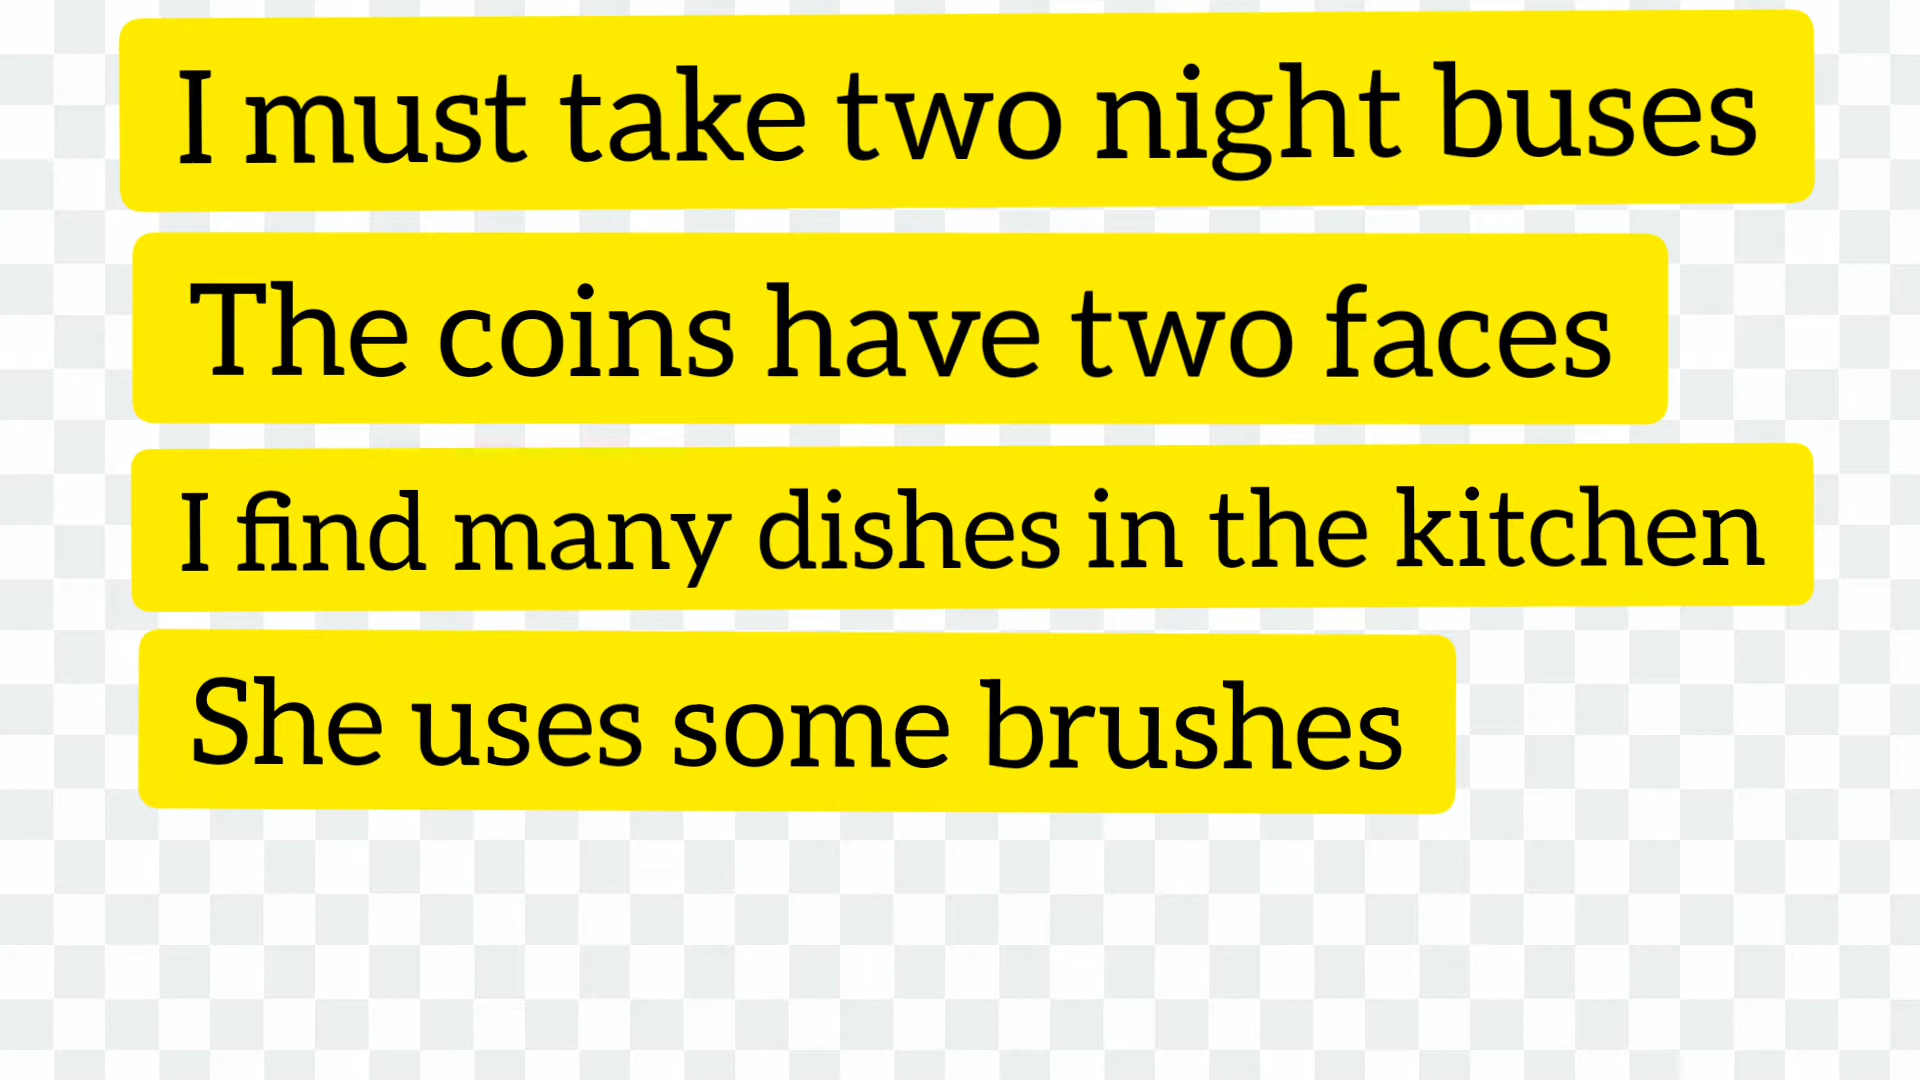 I must take two night buses
The coins have two faces
I find many dishes in the kitchen
She uses some brushes